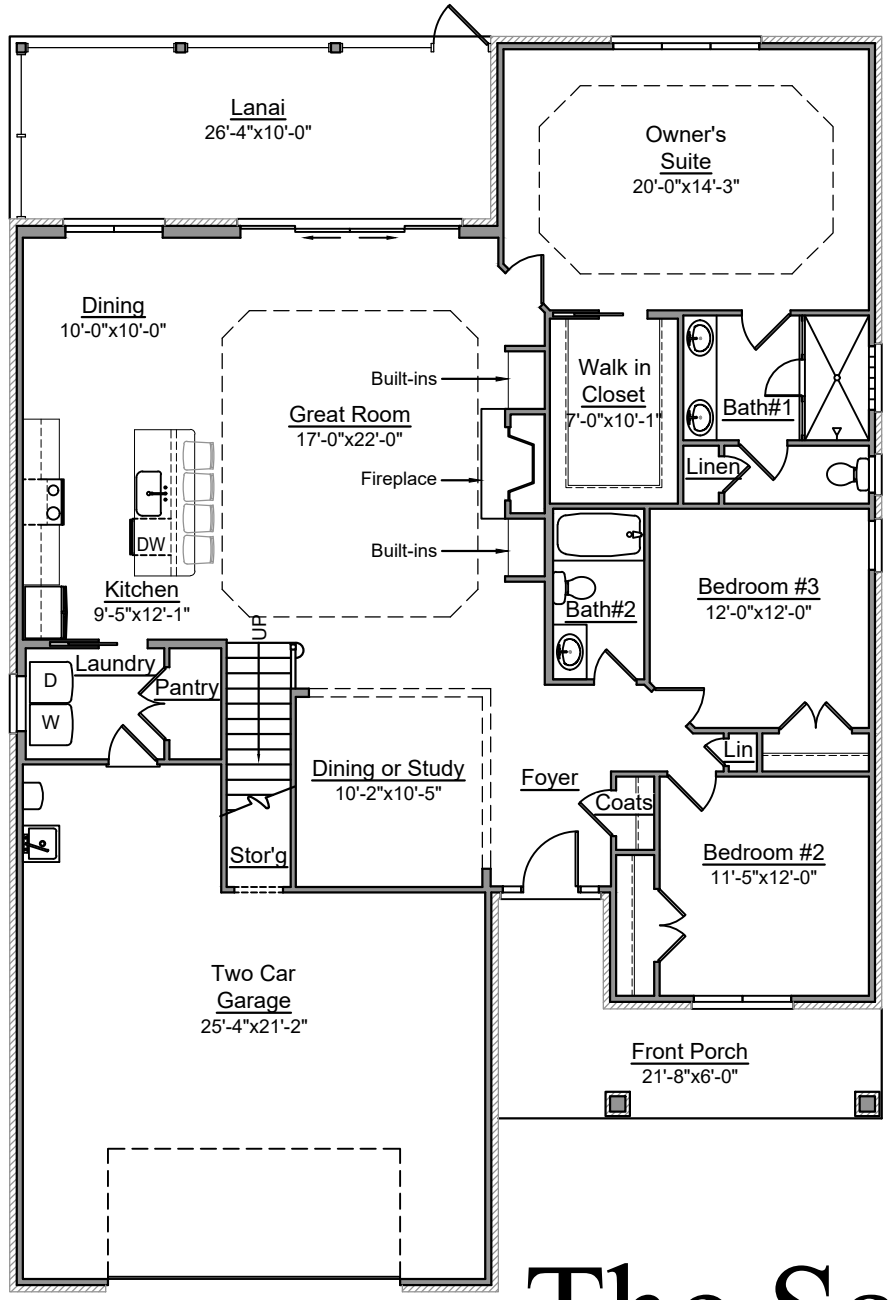 Lanai
26'-4"x10'-0"
Owner's
Suite
20'-0"x14'-3"
Dining
10'-0"x10'-0"
Built-ins
Great Room
17'-0"x22'-0"
Fireplace
Built-ins
Walk in
Closet
7'-0"x10'-1"
Bath#1
Linen
DW
Kitchen
9'-5"x12'-1"
Bath#2
Bedroom #3
12'-0"x12'-0"
UP
Laundry
D
W
Pantry
Dining or Study
10'-2"x10'-5"
Foyer
Lin
Coats
Stor'g
Bedroom #2
11'-5"x12'-0"
Two Car
Garage
25'-4"x21'-2"
Front Porch
21'-8"x6'-0"
The